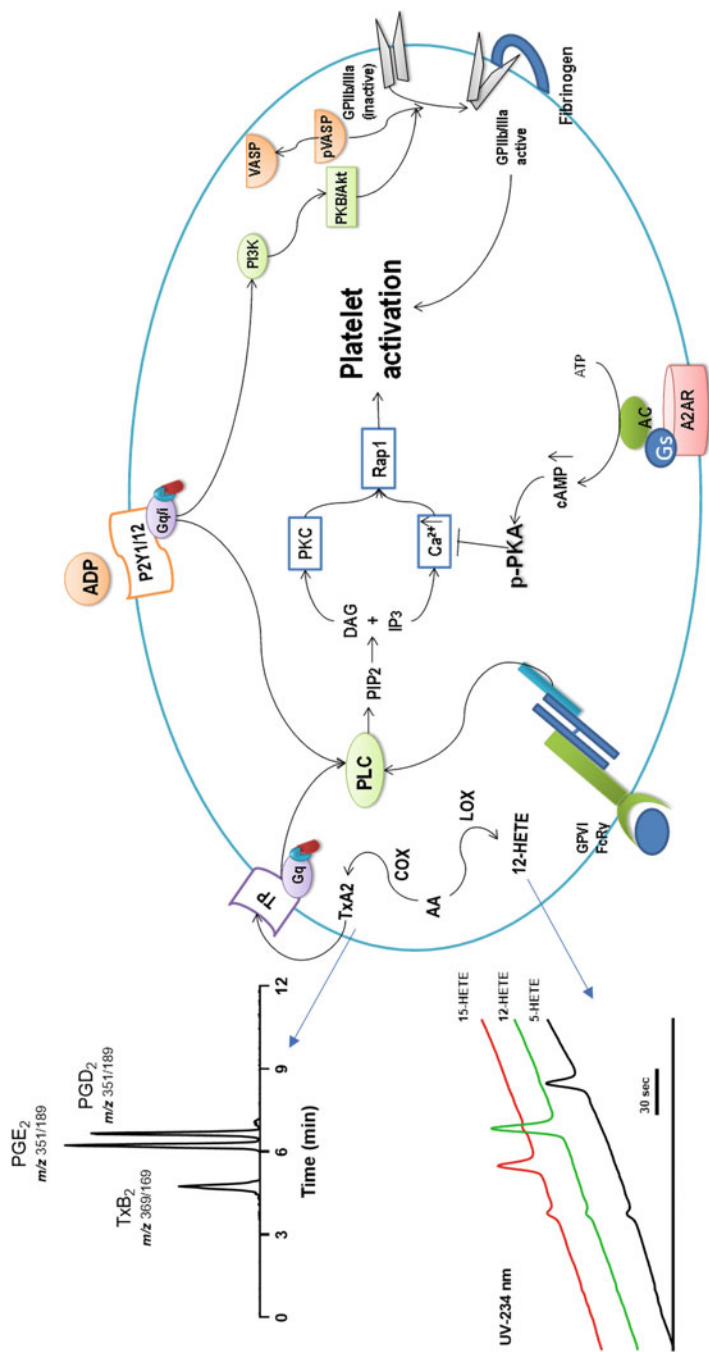 PGE2
m/z 351/189
PGD2
m/z 351/189
TxB2
m/z 369/169
0
3
6
9
12
Time (min)
UV-234 nm
15-HETE
12-HETE
5-HETE
30 sec
ADP
P2Y1/12
Gq/i
TP
Gq
TxA2
COX
AA
LOX
12-HETE
PLC
PIP2
DAG
+
IP3
PKC
Ca2+
Rap1
Platelet
activation
PI3K
PKB/Akt
VASP
pVASP
GPIIb/IIIa
(inactive)
GPIIb/IIIa
active
Fibrinogen
p-PKA
cAMP
ATP
AC
Gs
A2AR
GPVI
FcRγ